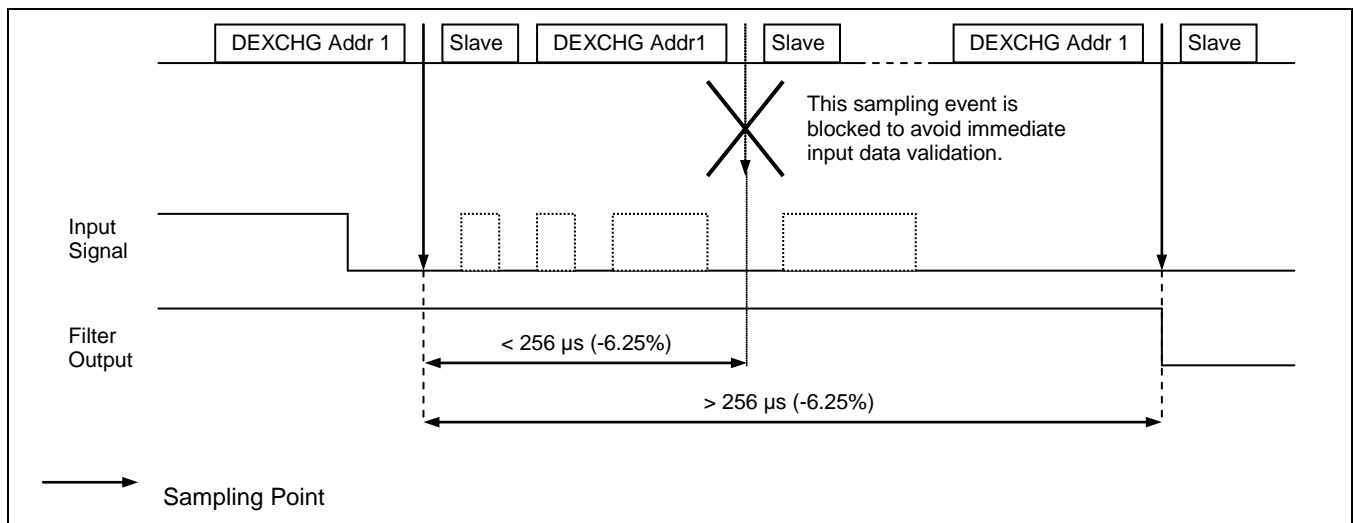 DEXCHG Addr 1 Slave DEXCHG Addr1 Slave DEXCHG Addr 1 Slave
This sampling event is
blocked to avoid immediate
input data validation.
Input
Signal
Filter
Output
< 256 µs (-6.25%)
> 256 µs (-6.25%)
Sampling Point